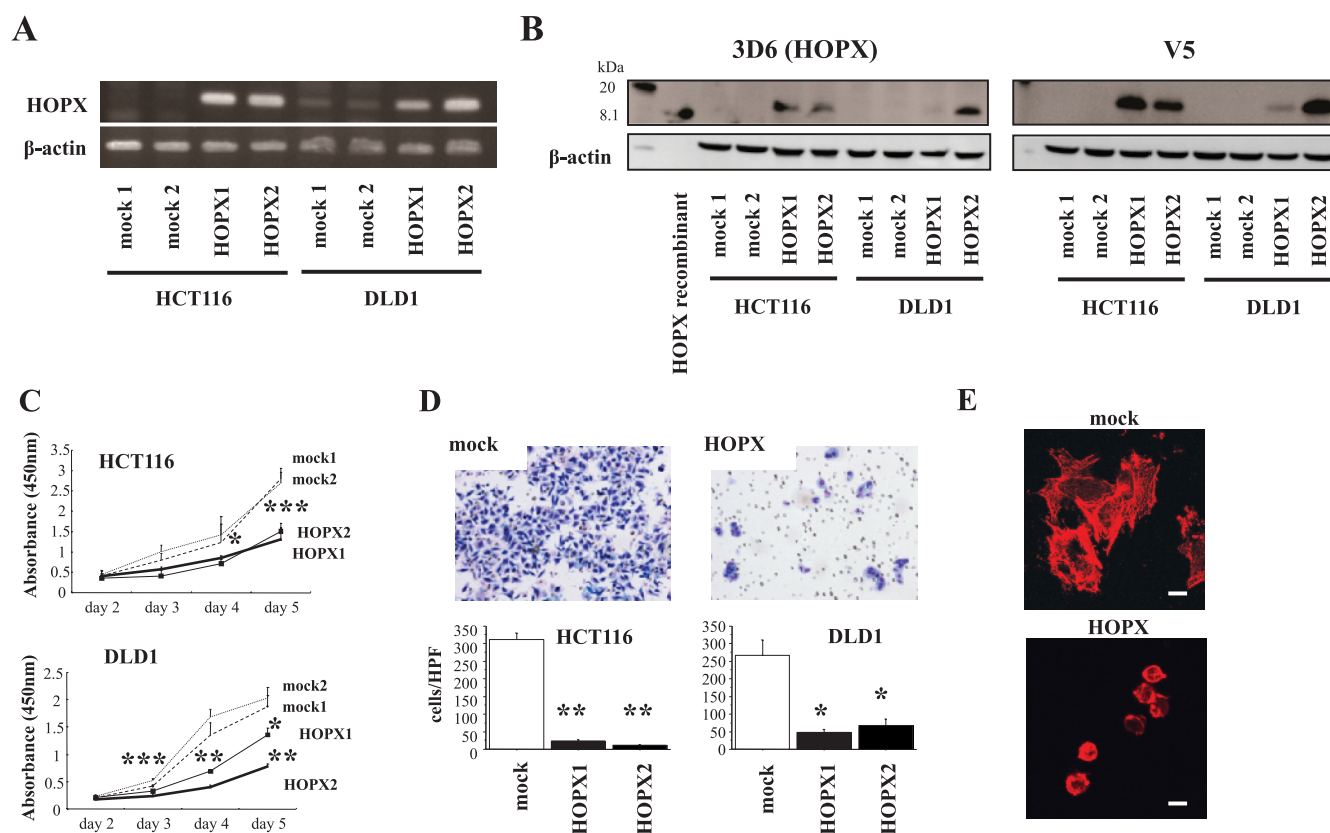 A
HOPX
β-actin
mock 1
mock 2
HOPX1
HOPX2
mock 1
mock 2
HOPX1
HOPX2
HCT116
DLD1
B
3D6 (HOPX)
V5
kDa
20
8.1
β-actin
HOPX recombinant
mock 1
mock 2
HOPX1
HOPX2
mock 1
mock 2
HOPX1
HOPX2
mock 1
mock 2
HOPX1
HOPX2
mock 1
mock 2
HOPX1
HOPX2
HCT116
DLD1
HCT116
DLD1
C
Absorbance (450nm)
3.5
3
2.5
2
1.5
1
0.5
0
HCT116
mock1
mock2
***
*
HOPX2
HOPX1
day 2
day 3
day 4
day 5
DLD1
Absorbance (450nm)
2.5
2
1.5
1
0.5
0
mock2
mock1
*
HOPX1
***
**
**
HOPX2
day 2
day 3
day 4
day 5
D
mock
HOPX
cells/HPF
350
300
250
200
150
100
50
0
HCT116
**
**
mock
HOPX1
HOPX2
350
300
250
200
150
100
50
0
DLD1
*
*
mock
HOPX1
HOPX2
E
mock
HOPX